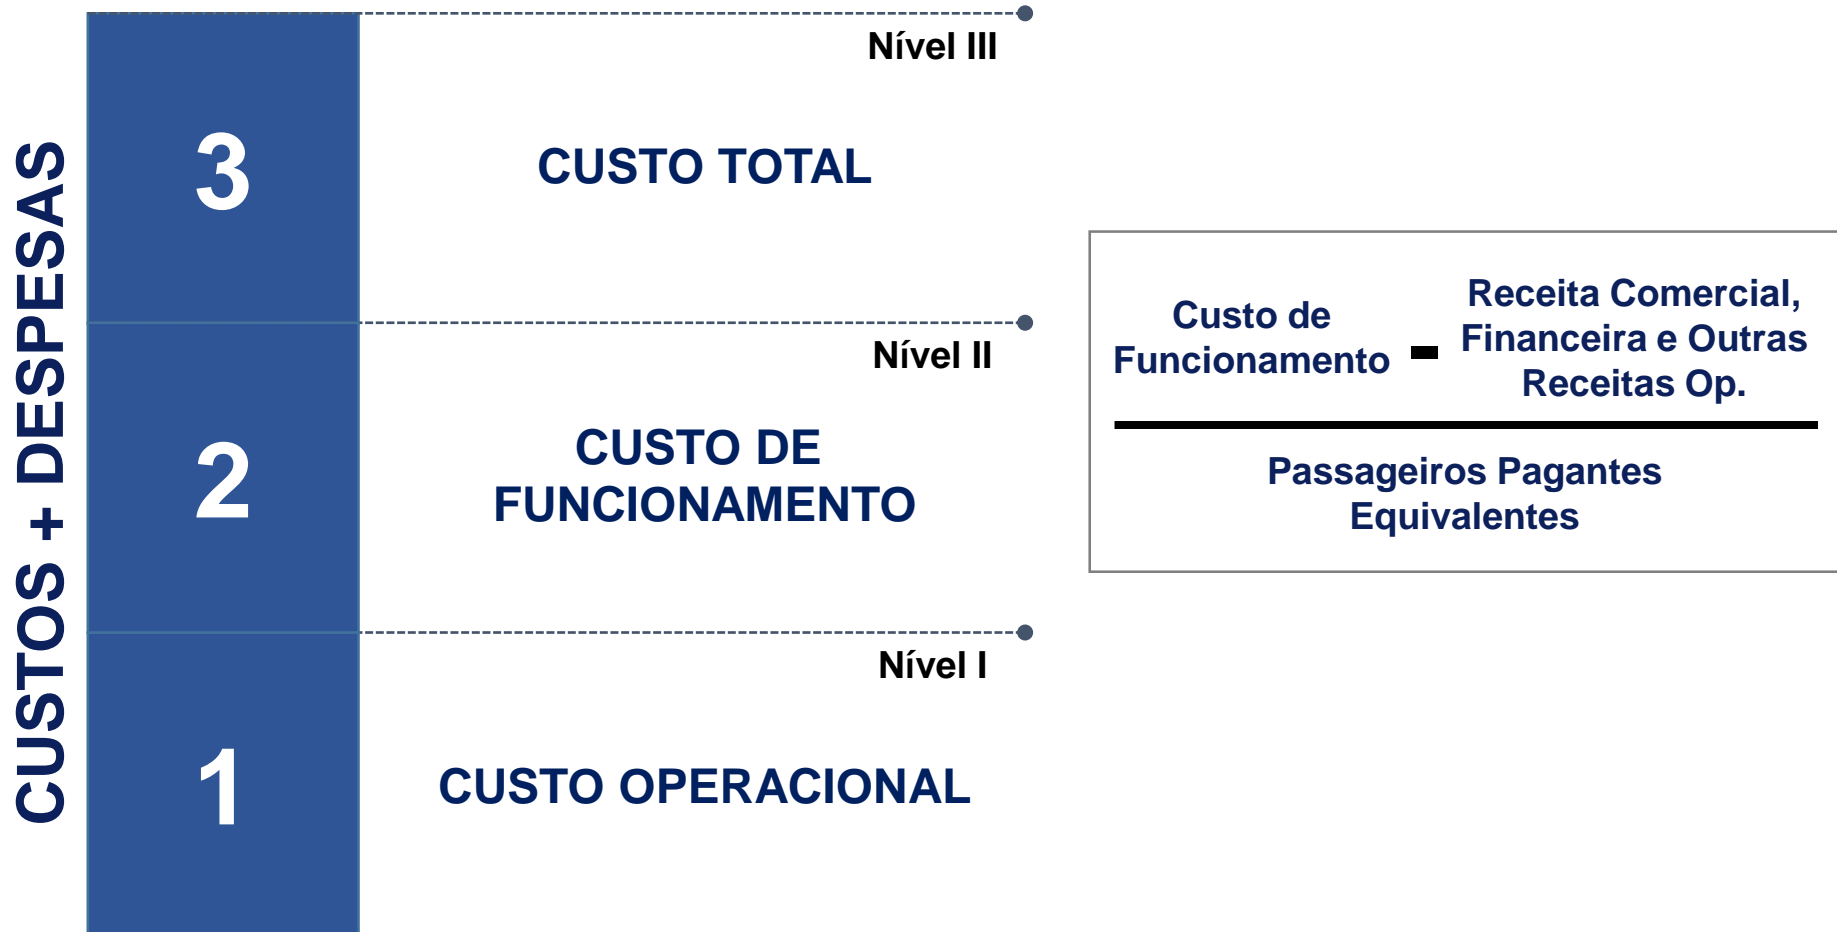 CUSTOS + DESPESAS
Nível III
3
CUSTO TOTAL
Nível II
2
CUSTO DE
FUNCIONAMENTO
Nível I
1
CUSTO OPERACIONAL
Custo de
Funcionamento
-
Receita Comercial,
Financeira e Outras
Receitas Op.
Passageiros Pagantes
Equivalentes